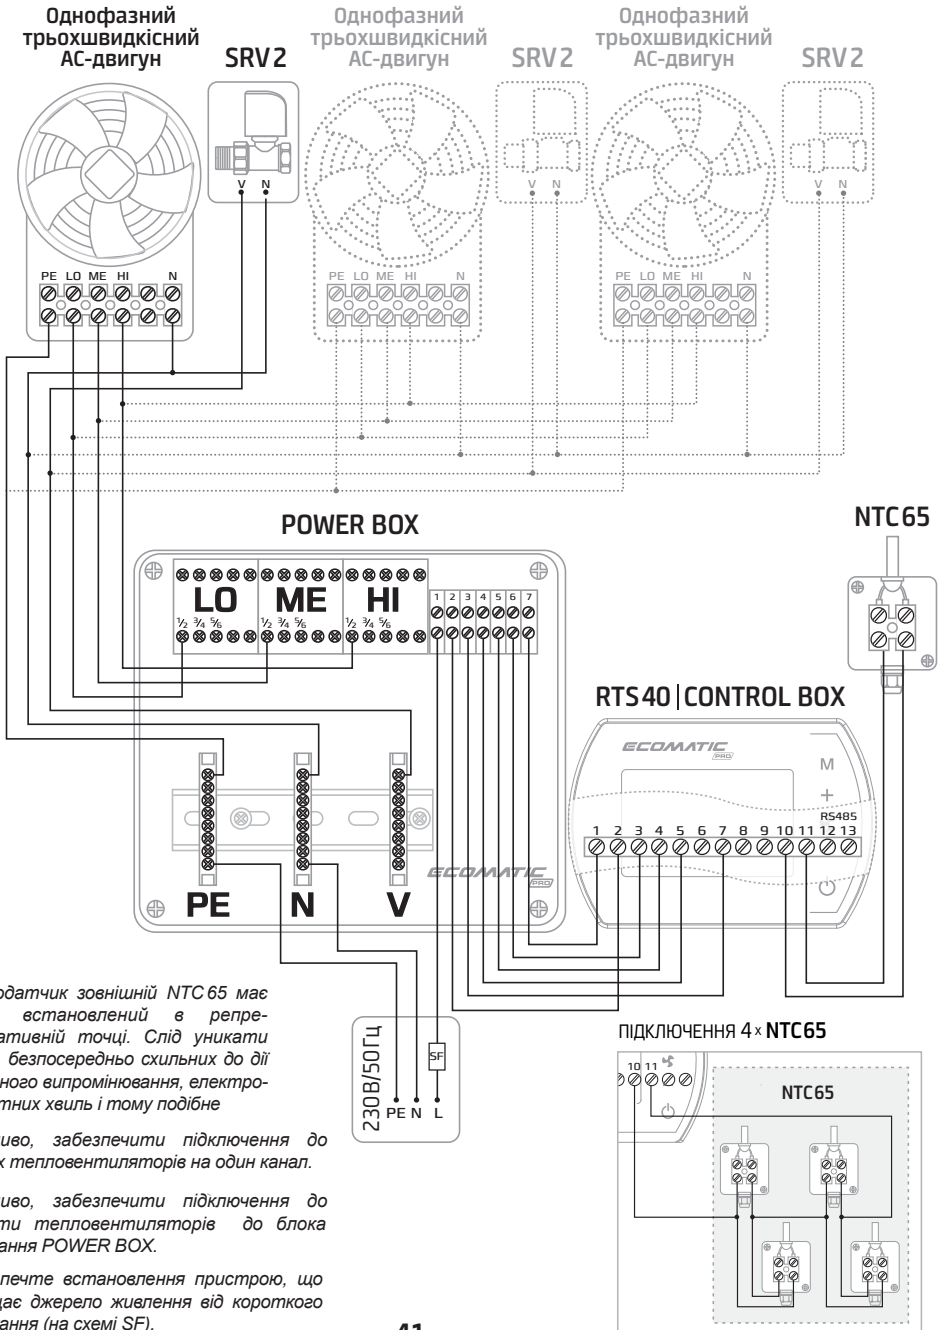 Однофазний
трьохшвидкісний
АС-двигун
SRV2
Однофазний
трьохшвидкісний
АС-двигун
SRV2
Однофазний
трьохшвидкісний
АС-двигун
SRV2
V N
V N
V N
PE LO ME HI N
PE LO ME HI N
PE LO ME HI N
POWER BOX
NTC65
LO ME HI
1 2 3 4 5 6 7
½ ¾ ⅚ ½ ¾ ⅚ ½ ¾ ⅚
RTS40 | CONTROL BOX
ECOMATIC
PRO
M
+
RS485
1 2 3 4 5 6 7 8 9 10 11 12 13
ECOMATIC
PRO
PE N V
одатчик зовнішній NTC65 має
встановлений в репре-
ативній точці. Слід уникати
безпосередньо схильних до дії
ного випромінювання, електро-
тних хвиль і тому подібне
иво, забезпечити підключення до
х тепловентиляторів на один канал.
иво, забезпечити підключення до
ти тепловентиляторів до блока
ання POWER BOX.
печте встановлення пристрою, що
ає джерело живлення від короткого
ання (на схемі SF).
230В/50Гц
SF
PE N L
ПІДКЛЮЧЕННЯ 4x NTC65
10 11
NTC65
41